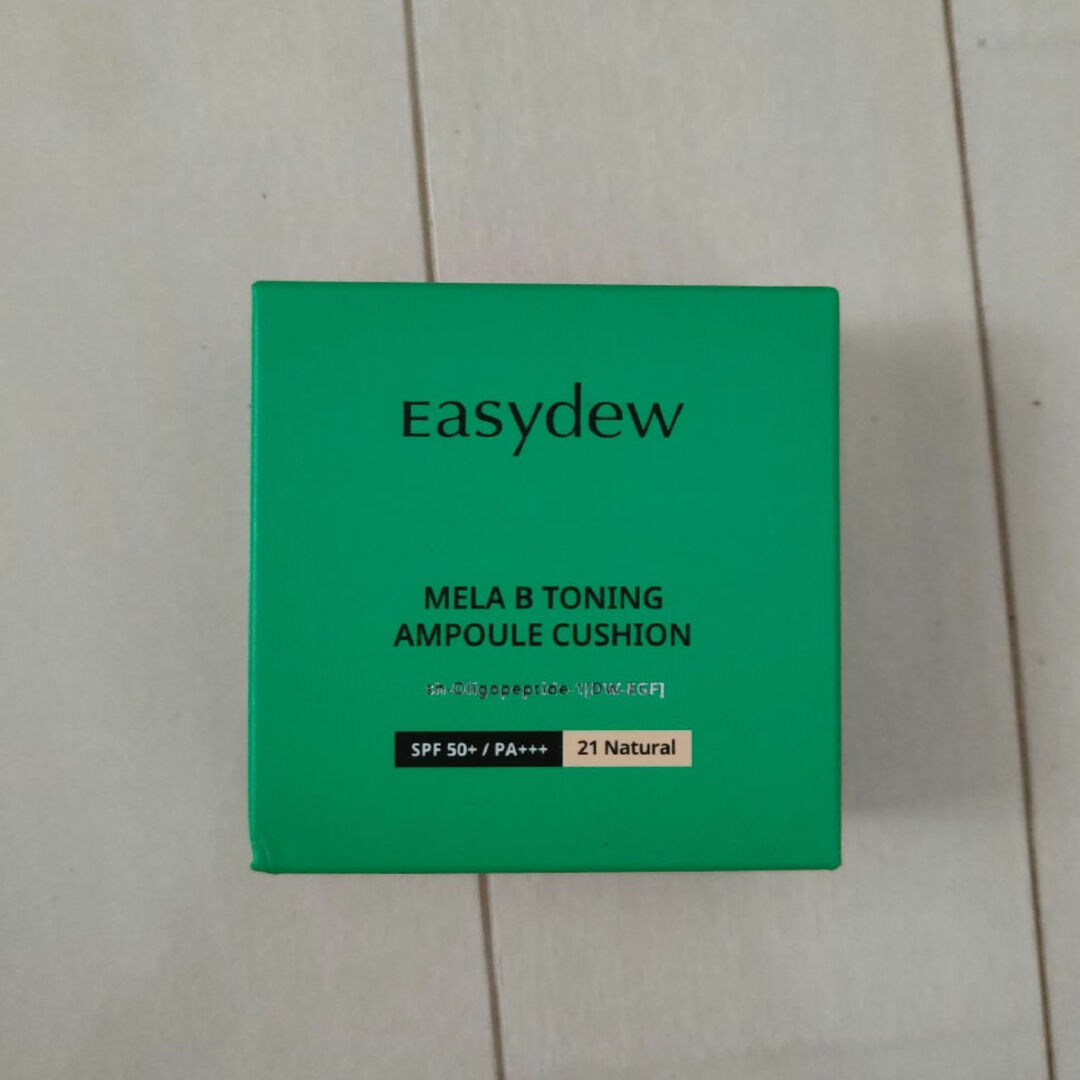 Easydew
MELA B TONING
AMPOULE CUSHION
sh-Oligopeptide-1[DW-EGF]
SPF 50+ / PA+++ 21 Natural